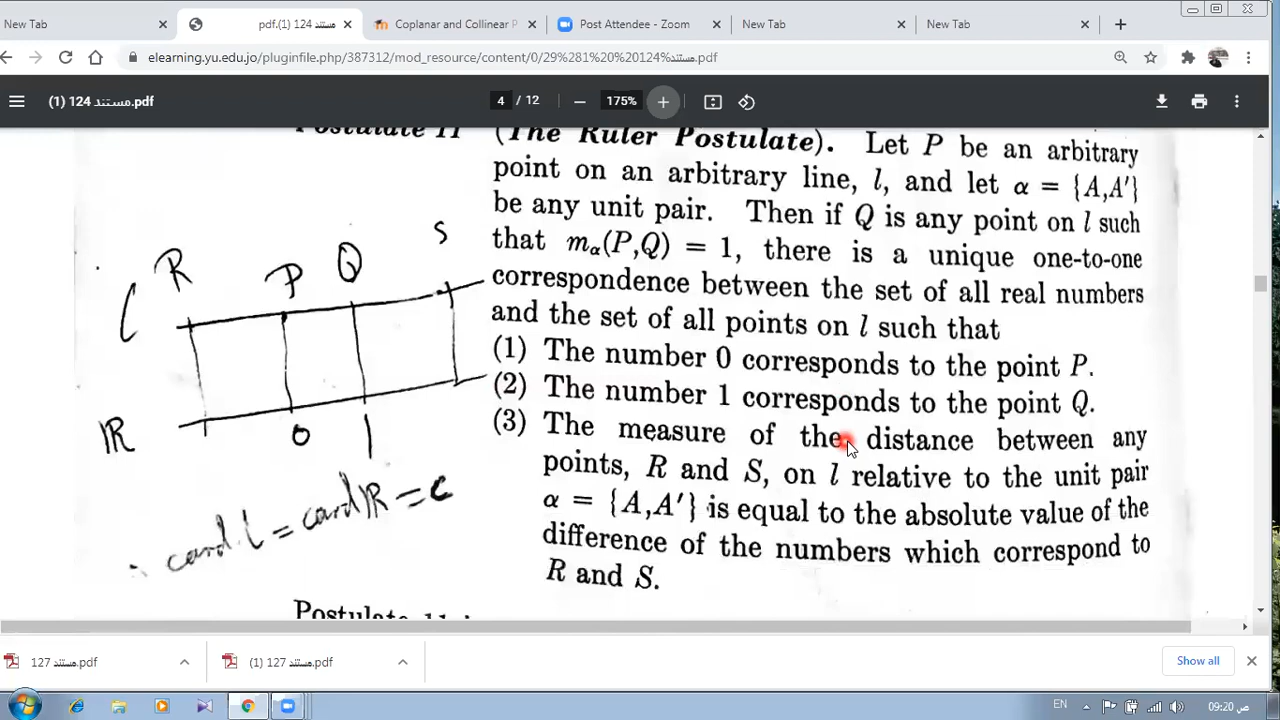 New Tab
مستند 124 (1).pdf
Coplanar and Collinear P
Post Attendee - Zoom
New Tab
New Tab
elearning.yu.edu.jo/pluginfile.php/387312/mod_resource/content/0/29%281%20%20124%مستند.pdf
(1) 124 مستند.pdf
4 / 12
175%
Postulate 11 (The Ruler Postulate). Let P be an arbitrary
point on an arbitrary line, l, and let α = {A,A′}
be any unit pair. Then if Q is any point on l such
that mα(P,Q) = 1, there is a unique one-to-one
correspondence between the set of all real numbers
and the set of all points on l such that
(1) The number 0 corresponds to the point P.
(2) The number 1 corresponds to the point Q.
(3) The measure of the distance between any
points, R and S, on l relative to the unit pair
α = {A,A′} is equal to the absolute value of the
difference of the numbers which correspond to
R and S.
R P Q S
l
ℝ 0 1
∴ card l = card ℝ = c
Postulate 11
127 مستند.pdf
(1) 127 مستند.pdf
Show all
EN
09:20 ص